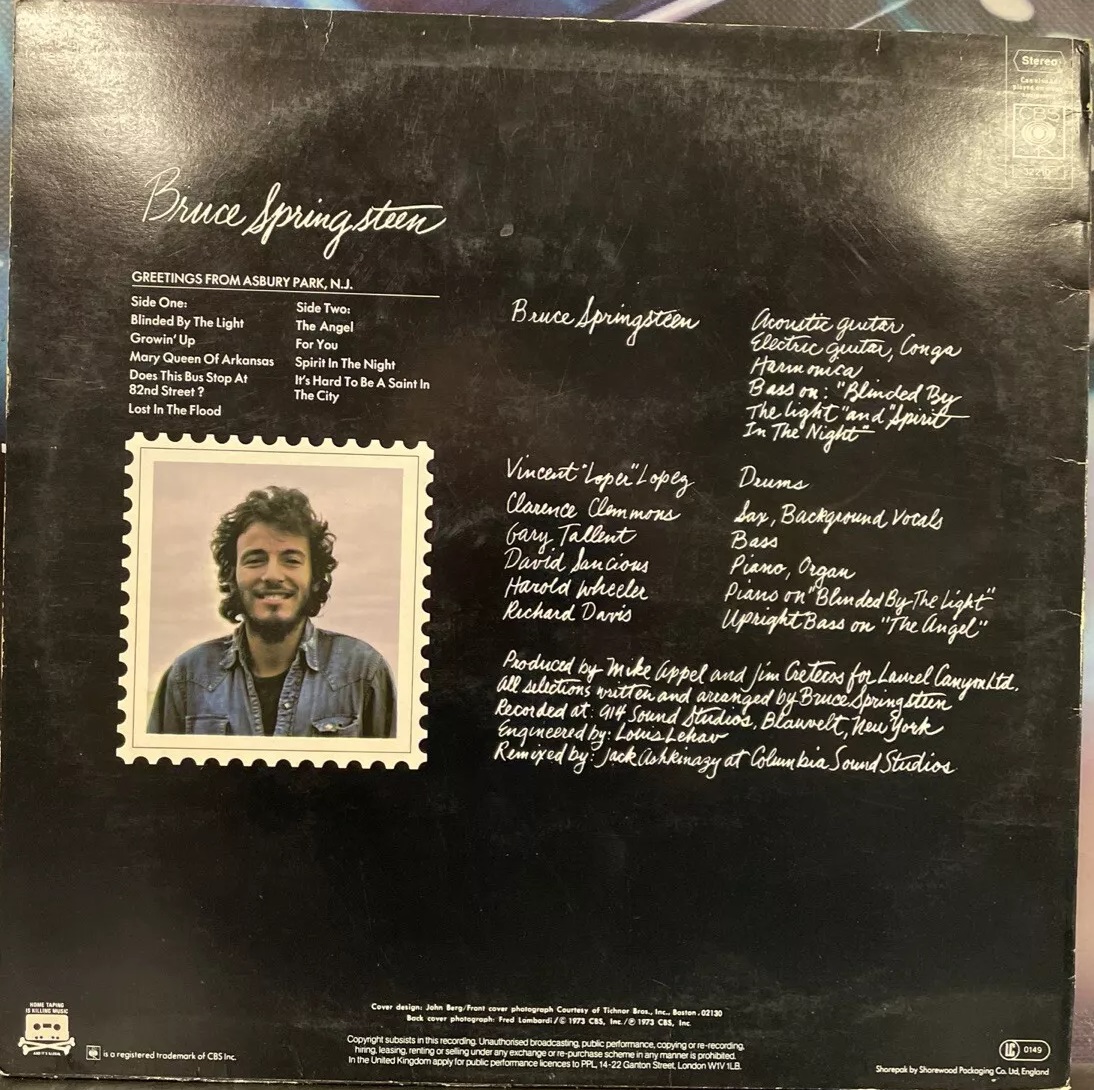 Stereo
CBS
Bruce Springsteen
GREETINGS FROM ASBURY PARK, N.J.
Side One:
Blinded By The Light
Growin' Up
Mary Queen Of Arkansas
Does This Bus Stop At
82nd Street ?
Lost In The Flood
Side Two:
The Angel
For You
Spirit In The Night
It's Hard To Be A Saint In
The City
Bruce Springsteen
Acoustic guitar
Electric guitar, Conga
Harmonica
Bass on: "Blinded By
The Light" and "Spirit
In The Night"
Vincent "Loper" Lopez Drums
Clarence Clemmons Sax, Background Vocals
Gary Tallent Bass
David Sancious Piano, Organ
Harold Wheeler Piano on "Blinded By The Light"
Richard Davis Upright Bass on "The Angel"
Produced by Mike Appel and Jim Cretecos for Laurel Canyon Ltd.
All selections written and arranged by Bruce Springsteen
Recorded at: 914 Sound Studios, Blauvelt, New York
Engineered by: Louis Lehav
Remixed by: Jack Ashkinazy at Columbia Sound Studios
HOME TAPING
IS KILLING MUSIC
AND IT'S ILLEGAL
is a registered trademark of CBS Inc.
Cover design: John Berg/Front cover photograph Courtesy of Tichnor Bros., Inc., Boston .02130
Back cover photograph: Fred Lombardi/© 1973 CBS, Inc./℗ 1973 CBS, Inc.
Copyright subsists in this recording. Unauthorised broadcasting, public performance, copying or re-recording,
hiring, leasing, renting or selling under any exchange or re-purchase scheme in any manner is prohibited.
In the United Kingdom apply for public performance licences to PPL, 14-22 Ganton Street, London W1V 1LB.
LC 0149
Shorepak by Shorewood Packaging Co. Ltd, England